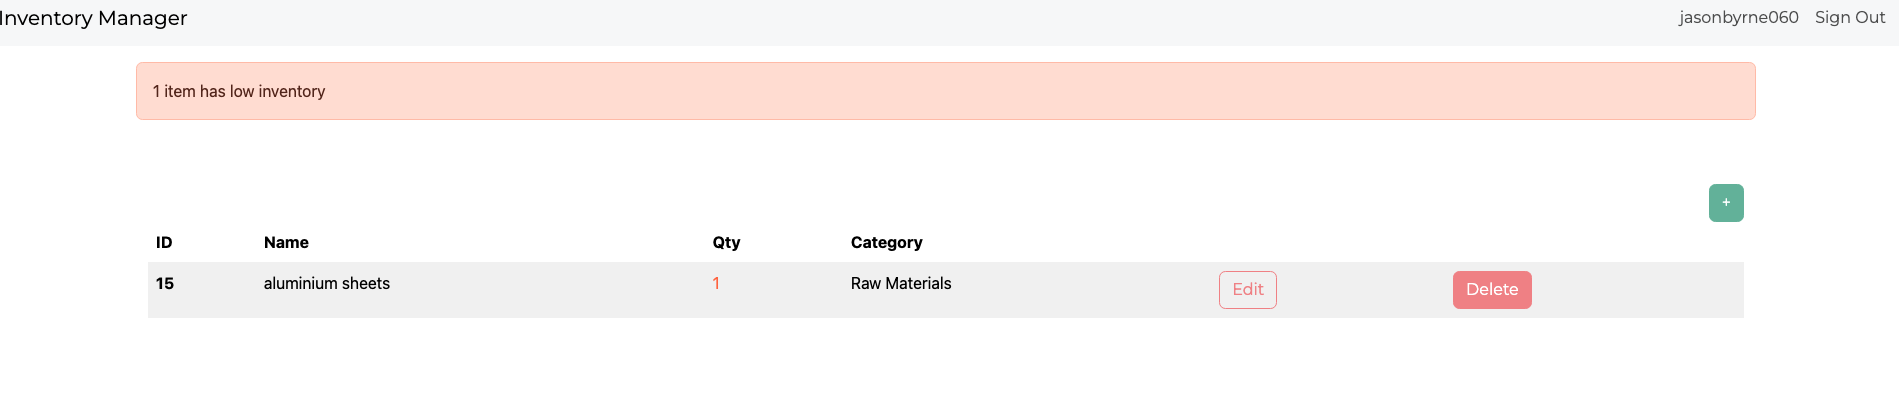 Inventory Manager jasonbyrne060 Sign Out
1 item has low inventory
+
ID Name Qty Category
15 aluminium sheets 1 Raw Materials Edit Delete